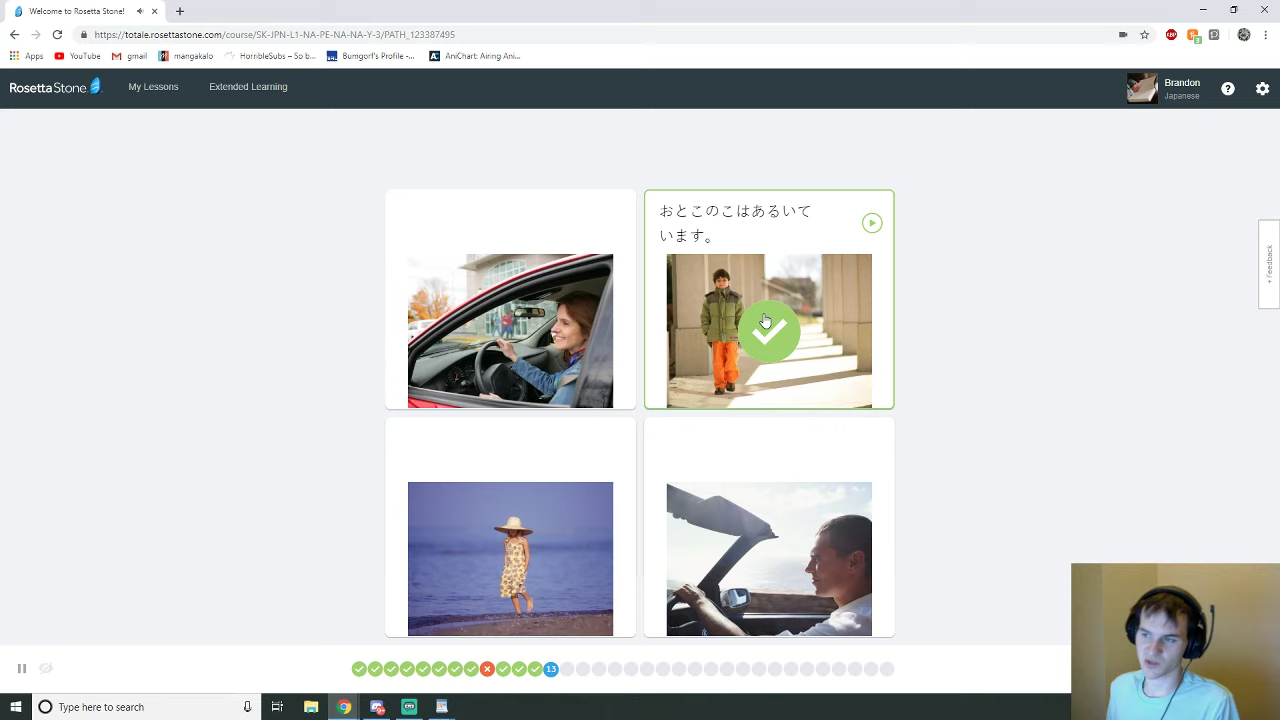 Welcome to Rosetta Stone!
https://totale.rosettastone.com/course/SK-JPN-L1-NA-PE-NA-NA-Y-3/PATH_123387495
Apps
YouTube
gmail
mangakalo
HorribleSubs – So b...
Bumgorf's Profile -...
AniChart: Airing Ani...
RosettaStone
My Lessons
Extended Learning
Brandon
Japanese
おとこのこはあるいて
います。
+ Feedback
13
Type here to search